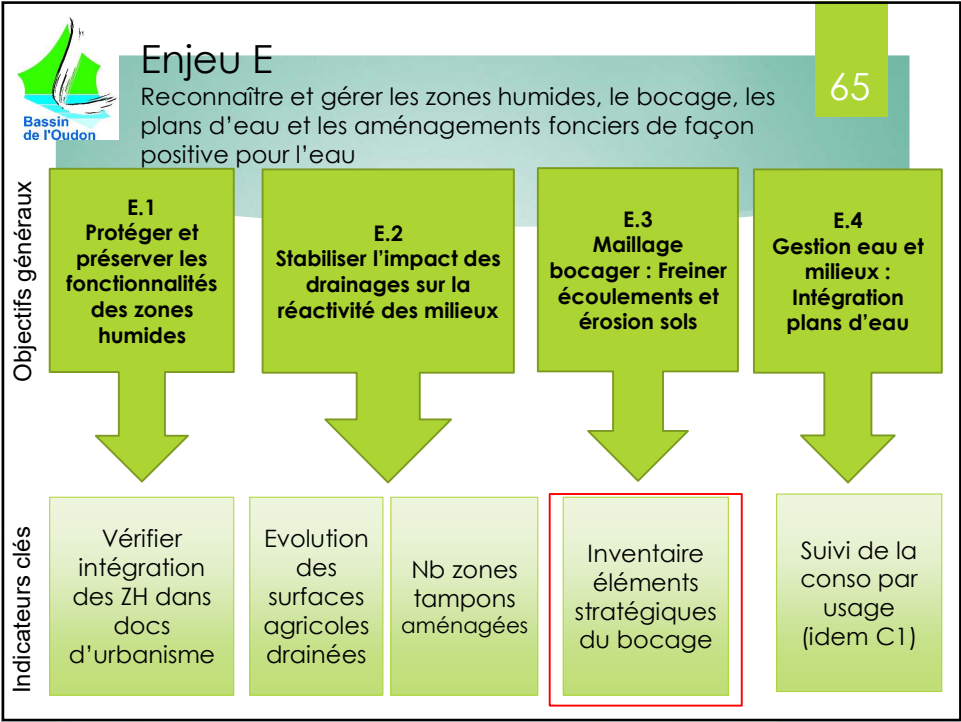 Bassin
de l'Oudon
Enjeu E
Reconnaître et gérer les zones humides, le bocage, les
plans d’eau et les aménagements fonciers de façon
positive pour l’eau
65
Objectifs généraux
E.1
Protéger et
préserver les
fonctionnalités
des zones
humides
E.2
Stabiliser l’impact des
drainages sur la
réactivité des milieux
E.3
Maillage
bocager : Freiner
écoulements et
érosion sols
E.4
Gestion eau et
milieux :
Intégration
plans d’eau
Indicateurs clés
Vérifier
intégration
des ZH dans
docs
d’urbanisme
Evolution
des
surfaces
agricoles
drainées
Nb zones
tampons
aménagées
Inventaire
éléments
stratégiques
du bocage
Suivi de la
conso par
usage
(idem C1)